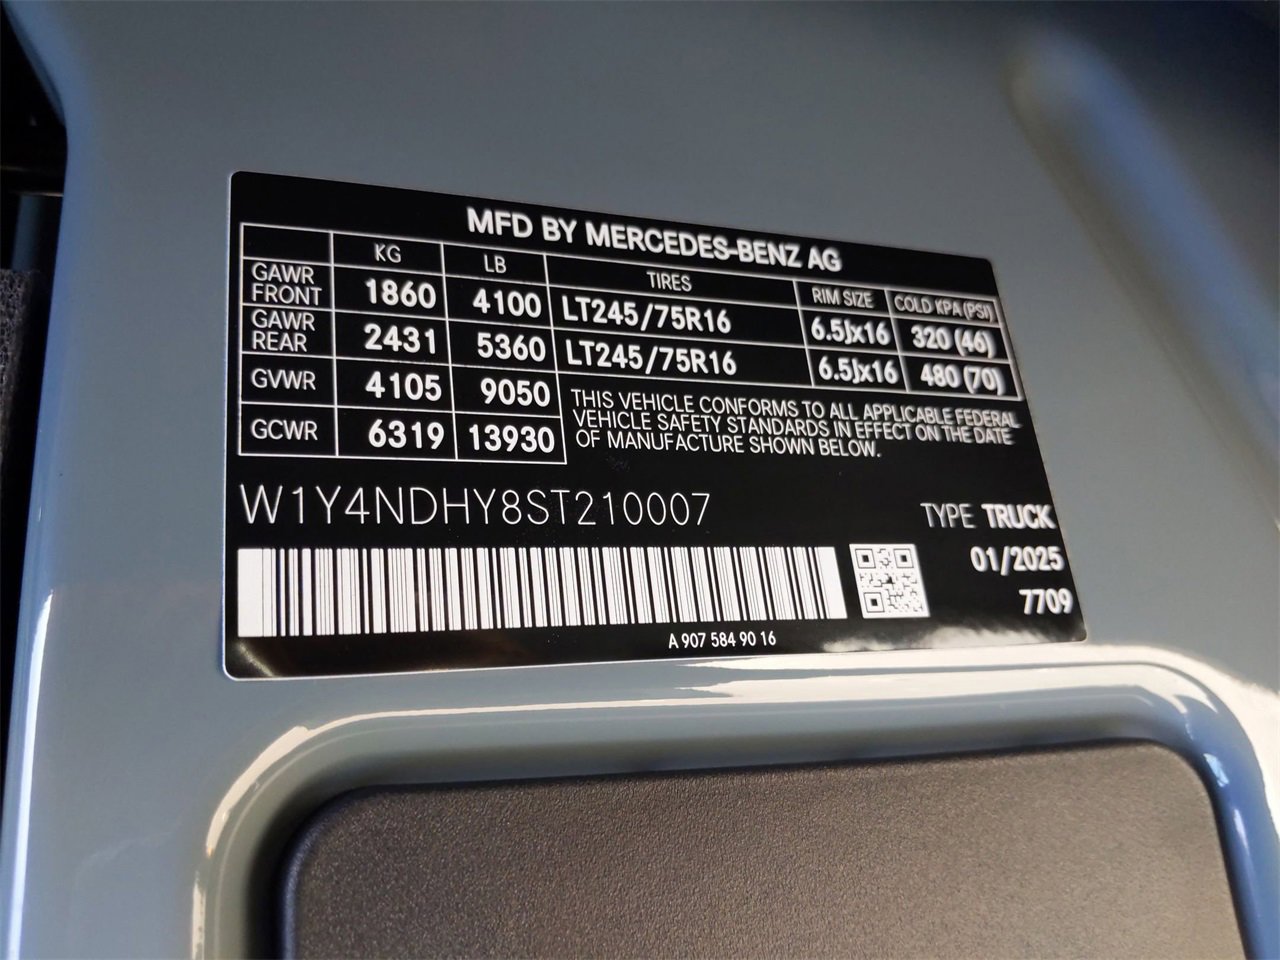 MFD BY MERCEDES-BENZ AG
KG LB TIRES RIM SIZE COLD KPA (PSI)
GAWR FRONT 1860 4100 LT245/75R16 6.5Jx16 320 (46)
GAWR REAR 2431 5360 LT245/75R16 6.5Jx16 480 (70)
GVWR 4105 9050
GCWR 6319 13930
THIS VEHICLE CONFORMS TO ALL APPLICABLE FEDERAL
VEHICLE SAFETY STANDARDS IN EFFECT ON THE DATE
OF MANUFACTURE SHOWN BELOW.
W1Y4NDHY8ST210007
TYPE TRUCK
01/2025
7709
A 907 584 90 16